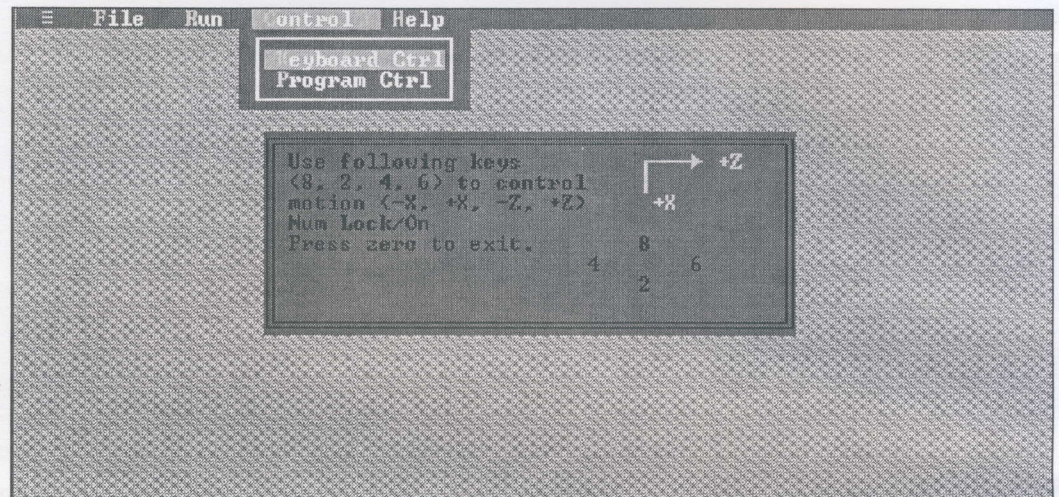 ≡ File Run Control Help
Keyboard Ctrl
Program Ctrl
Use following keys
(8, 2, 4, 6) to control
motion (-X, +X, -Z, +Z)
Num Lock/On
Press zero to exit.
+Z
+X
8
4 6
2